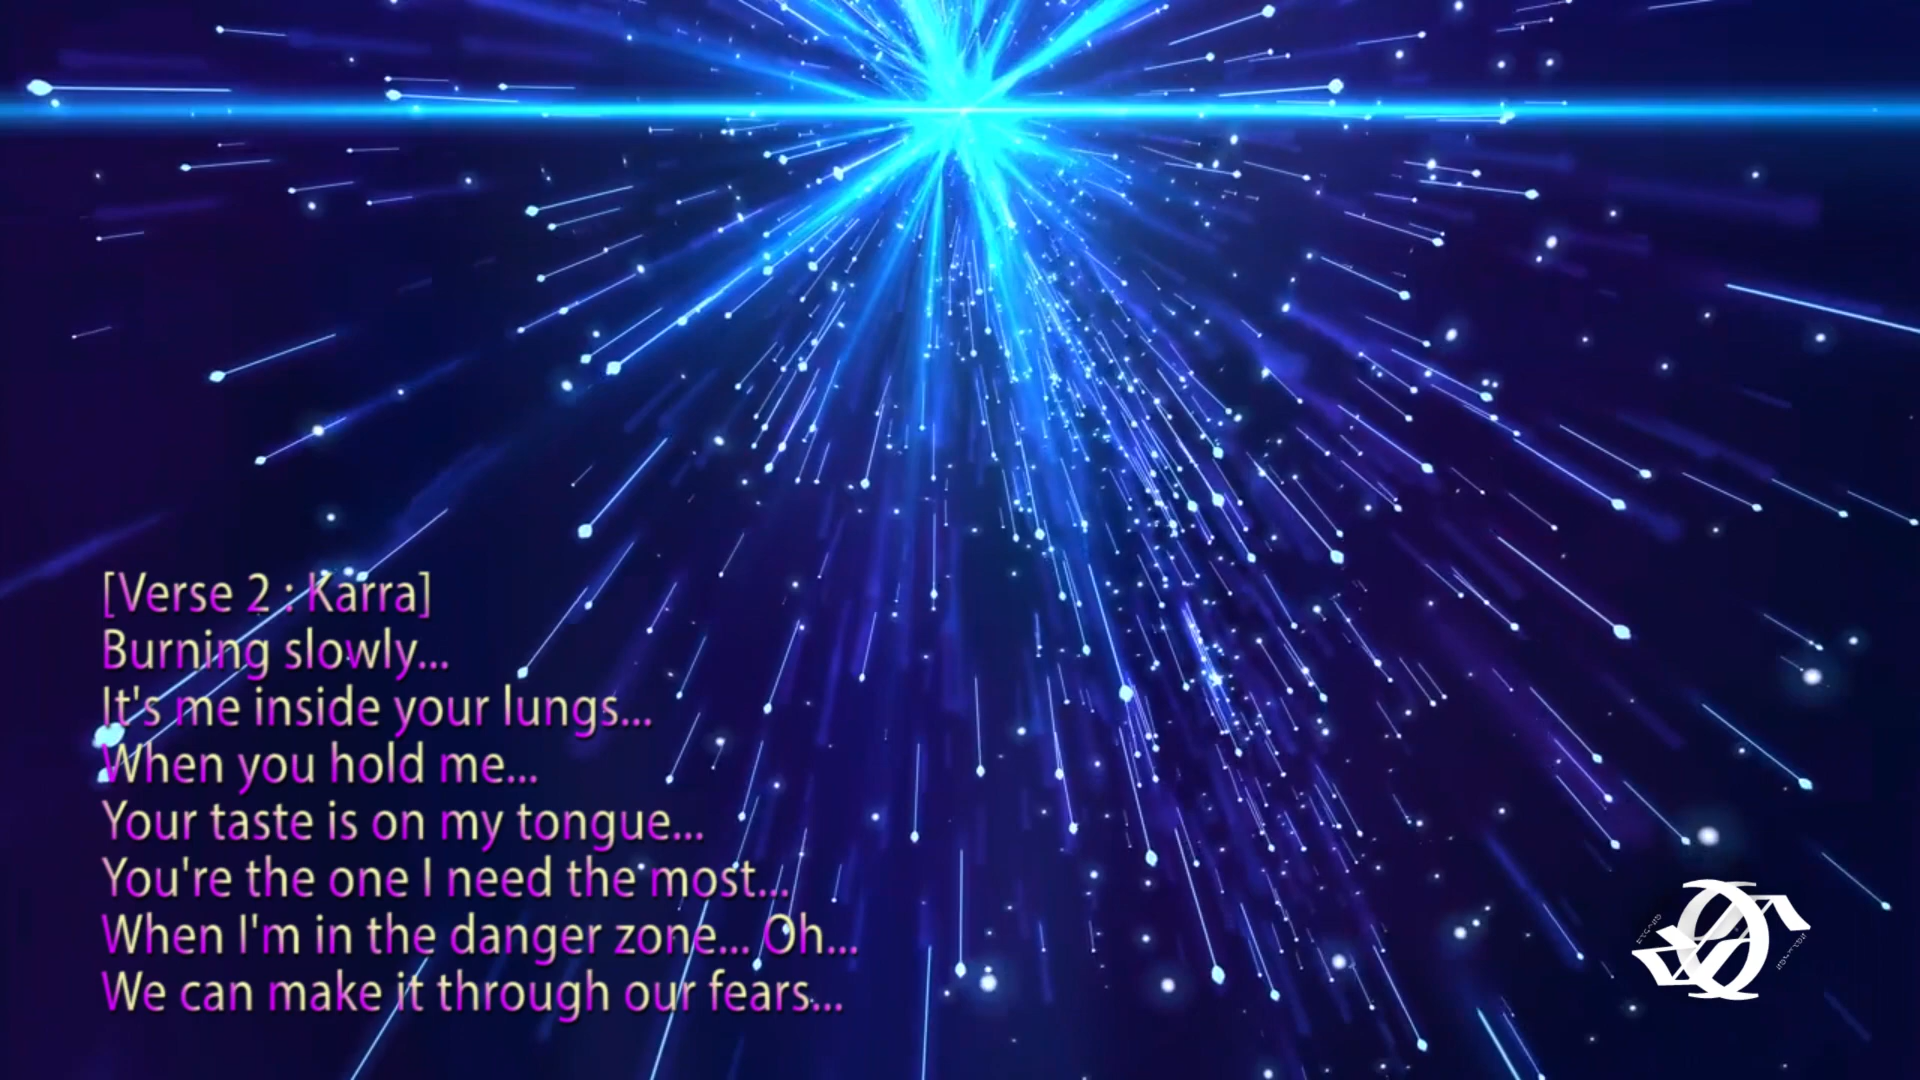 [Verse 2 : Karra]
Burning slowly...
It's me inside your lungs...
When you hold me...
Your taste is on my tongue...
You're the one I need the most...
When I'm in the danger zone... Oh...
We can make it through our fears...